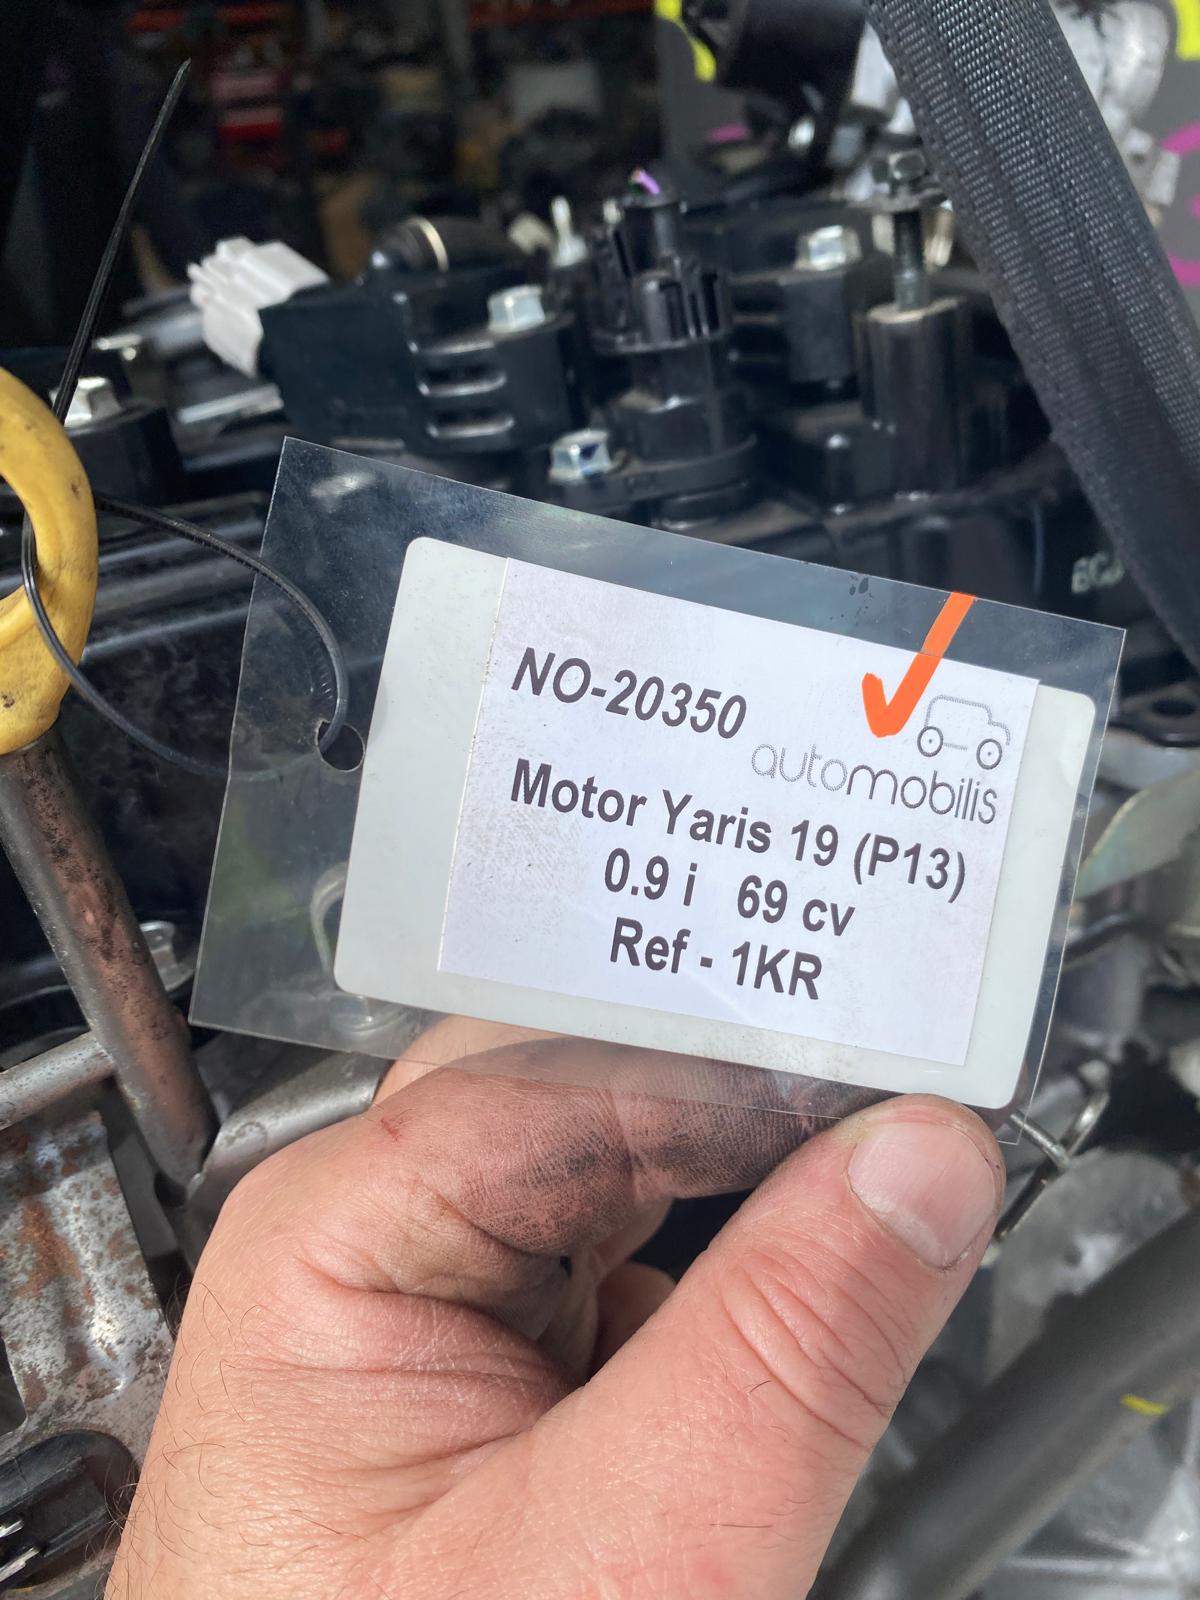 NO-20350
automobilis
Motor Yaris 19 (P13)
0.9 i 69 cv
Ref - 1KR